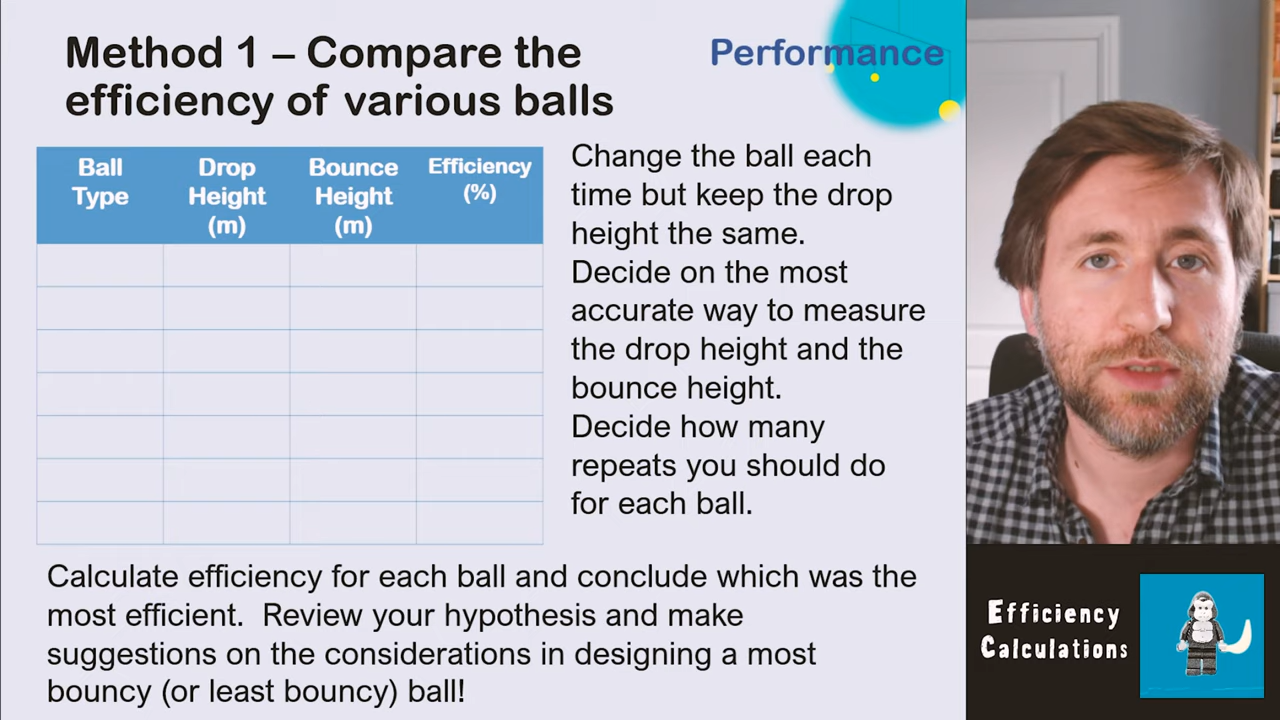 Method 1 – Compare the
efficiency of various balls
Performance
Ball
Type
Drop
Height
(m)
Bounce
Height
(m)
Efficiency
(%)
Change the ball each
time but keep the drop
height the same.
Decide on the most
accurate way to measure
the drop height and the
bounce height.
Decide how many
repeats you should do
for each ball.
Calculate efficiency for each ball and conclude which was the
most efficient.  Review your hypothesis and make
suggestions on the considerations in designing a most
bouncy (or least bouncy) ball!
Efficiency
Calculations